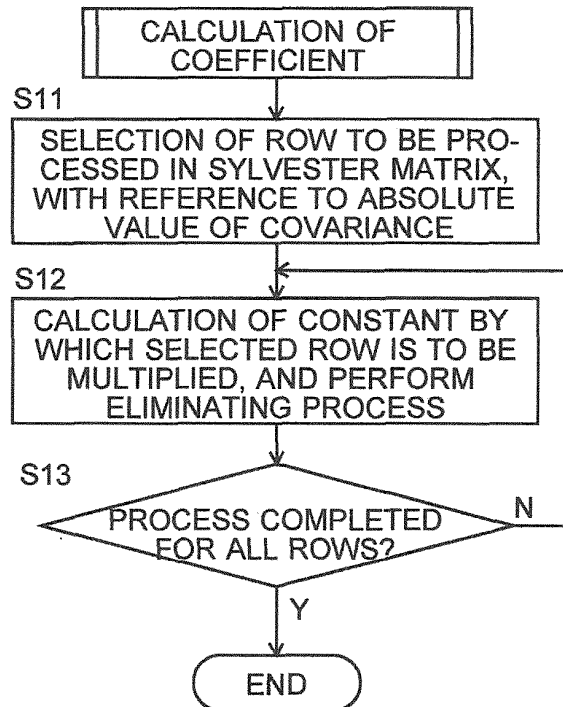 CALCULATION OF
COEFFICIENT
S11
SELECTION OF ROW TO BE PRO-
CESSED IN SYLVESTER MATRIX,
WITH REFERENCE TO ABSOLUTE
VALUE OF COVARIANCE
S12
CALCULATION OF CONSTANT BY
WHICH SELECTED ROW IS TO BE
MULTIPLIED, AND PERFORM
ELIMINATING PROCESS
S13
PROCESS COMPLETED
FOR ALL ROWS?
N
Y
END